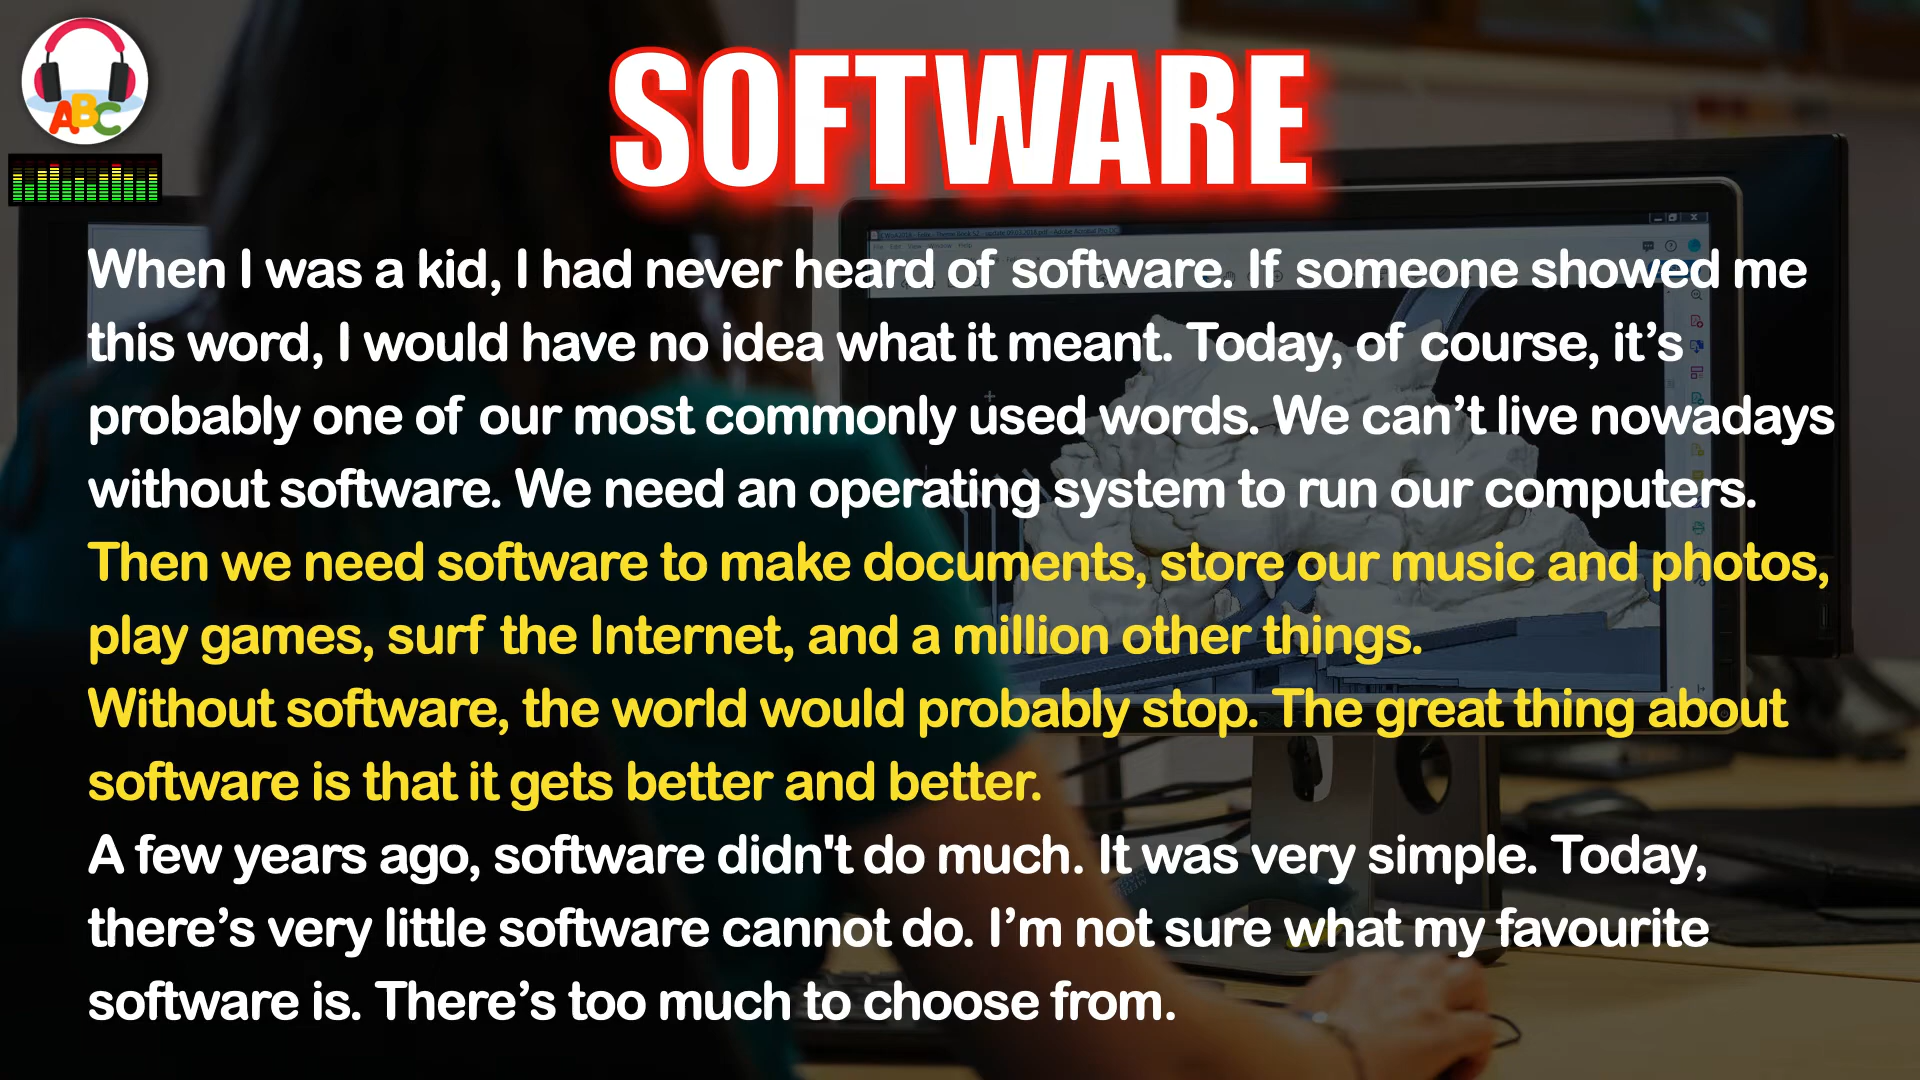 ABC
SOFTWARE
When I was a kid, I had never heard of software. If someone showed me
this word, I would have no idea what it meant. Today, of course, it’s
probably one of our most commonly used words. We can’t live nowadays
without software. We need an operating system to run our computers.
Then we need software to make documents, store our music and photos,
play games, surf the Internet, and a million other things.
Without software, the world would probably stop. The great thing about
software is that it gets better and better.
A few years ago, software didn't do much. It was very simple. Today,
there’s very little software cannot do. I’m not sure what my favourite
software is. There’s too much to choose from.